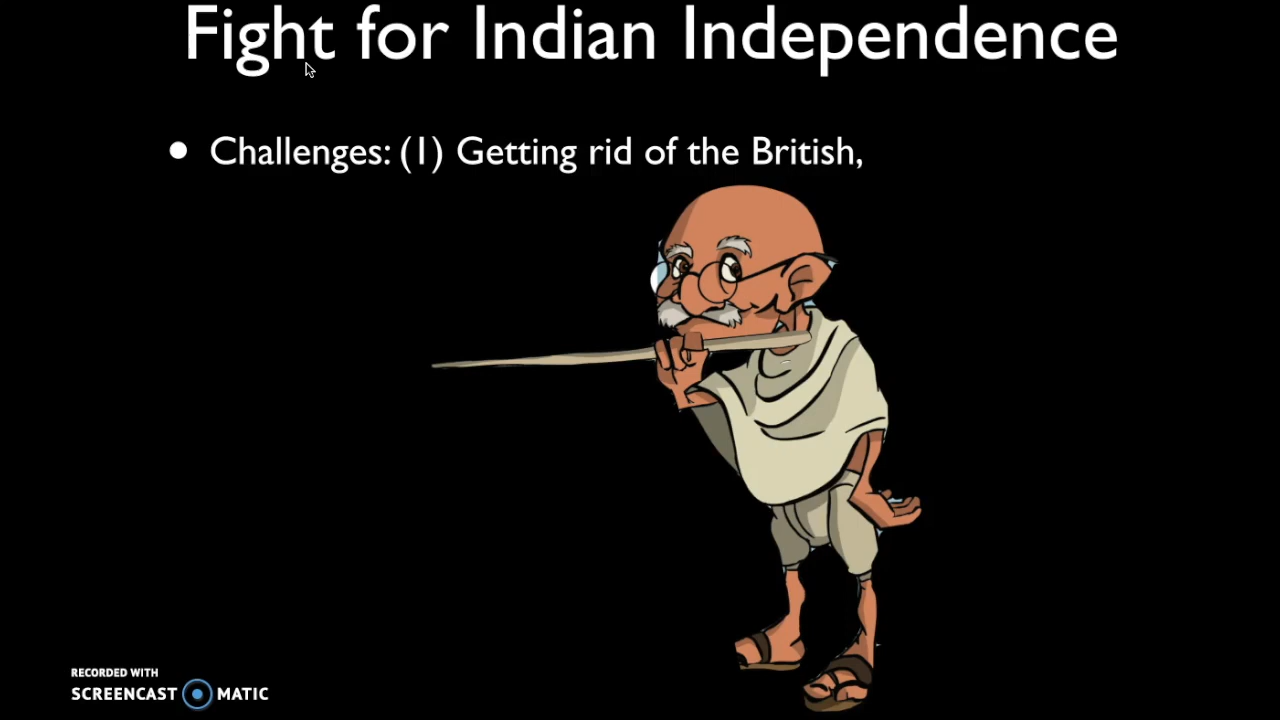 Fight for Indian Independence
• Challenges: (1) Getting rid of the British,
RECORDED WITH
SCREENCAST MATIC